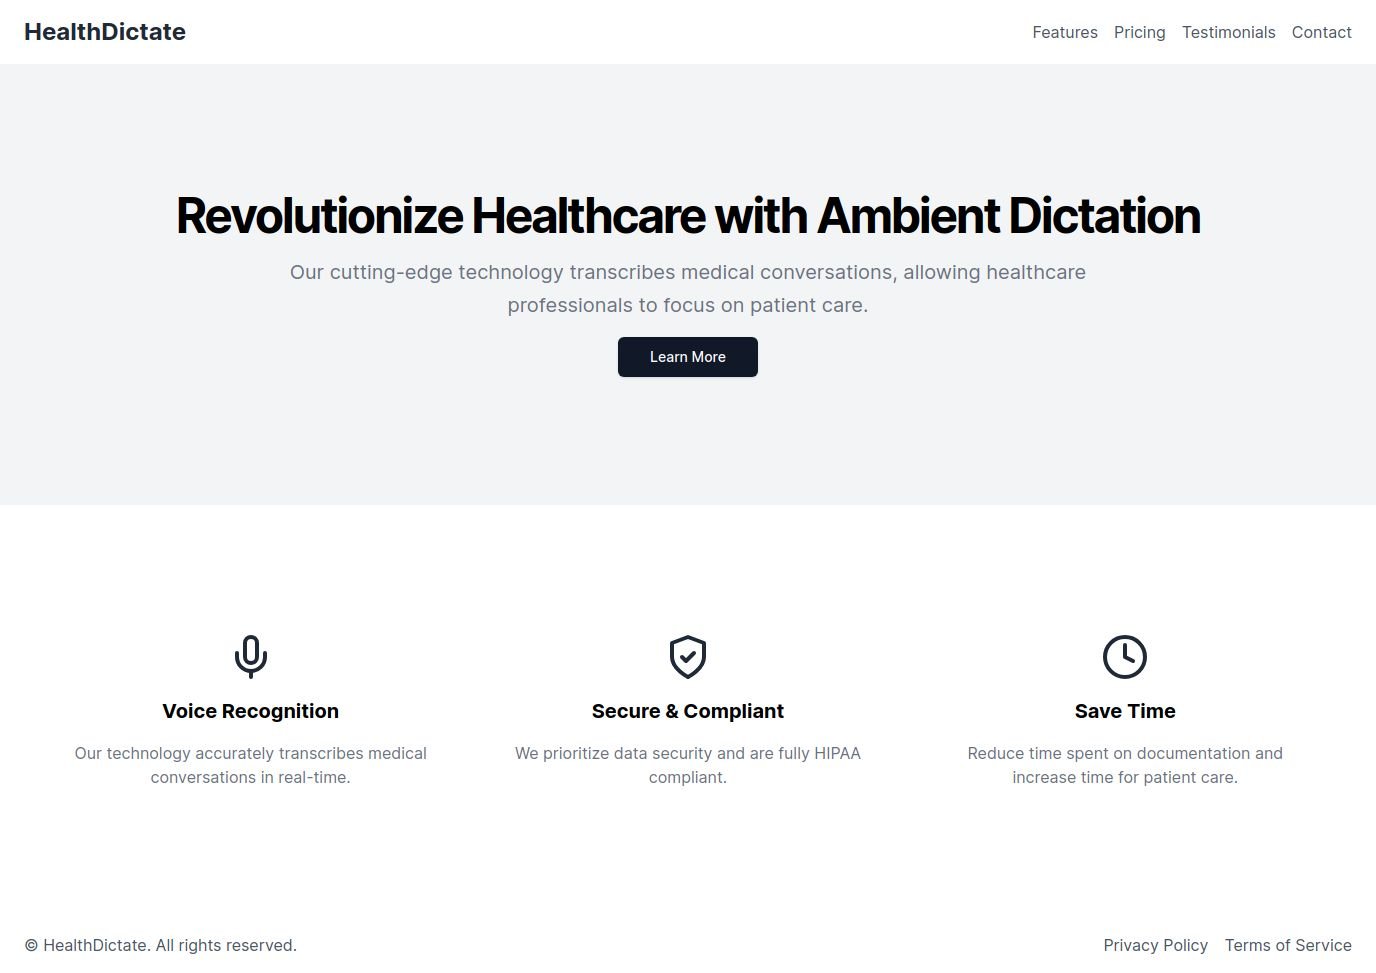 HealthDictate
Features Pricing Testimonials Contact
Revolutionize Healthcare with Ambient Dictation
Our cutting-edge technology transcribes medical conversations, allowing healthcare
professionals to focus on patient care.
Learn More
Voice Recognition
Our technology accurately transcribes medical
conversations in real-time.
Secure & Compliant
We prioritize data security and are fully HIPAA
compliant.
Save Time
Reduce time spent on documentation and
increase time for patient care.
© HealthDictate. All rights reserved.
Privacy Policy Terms of Service